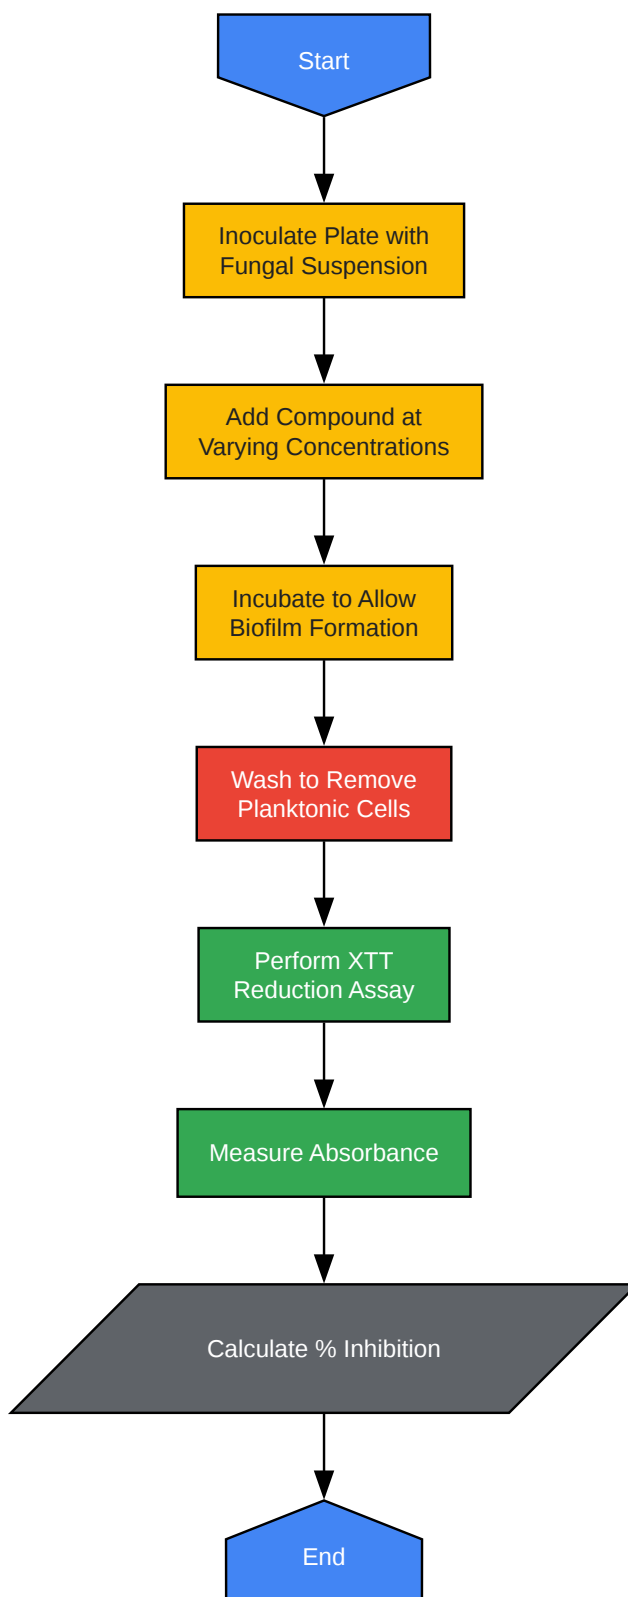 Start
Inoculate Plate with
Fungal Suspension
Add Compound at
Varying Concentrations
Incubate to Allow
Biofilm Formation
Wash to Remove
Planktonic Cells
Perform XTT
Reduction Assay
Measure Absorbance
Calculate % Inhibition
End